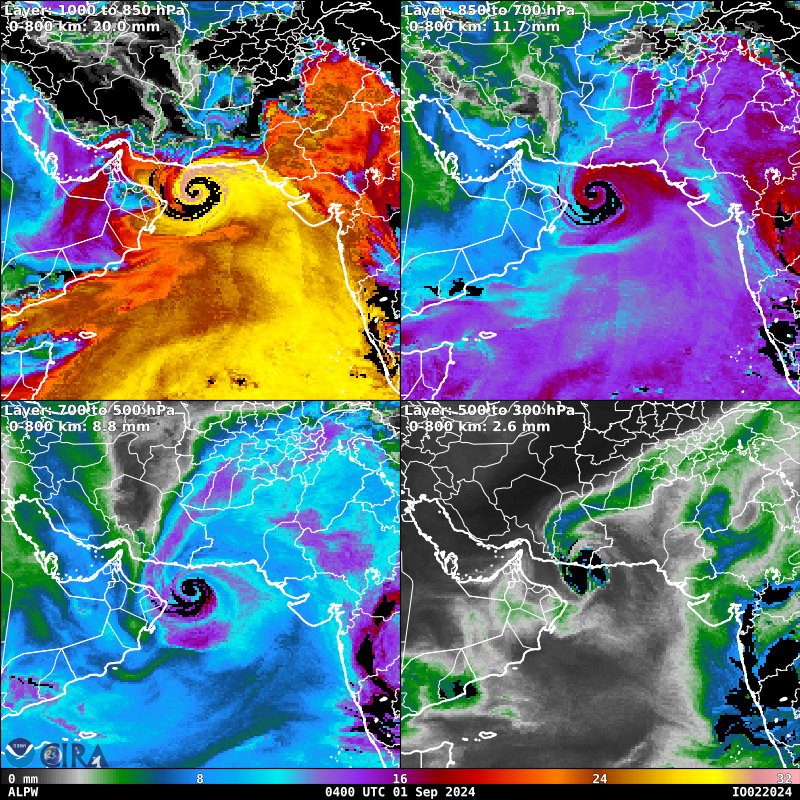 Layer: 1000 to 850 hPa
0-800 km: 20.0 mm
Layer: 850 to 700 hPa
0-800 km: 11.7 mm
Layer: 700 to 500 hPa
0-800 km: 8.8 mm
Layer: 500 to 300 hPa
0-800 km: 2.6 mm
NOAA
CIRA
0 mm 8 16 24 32
ALPW 0400 UTC 01 Sep 2024 IO022024